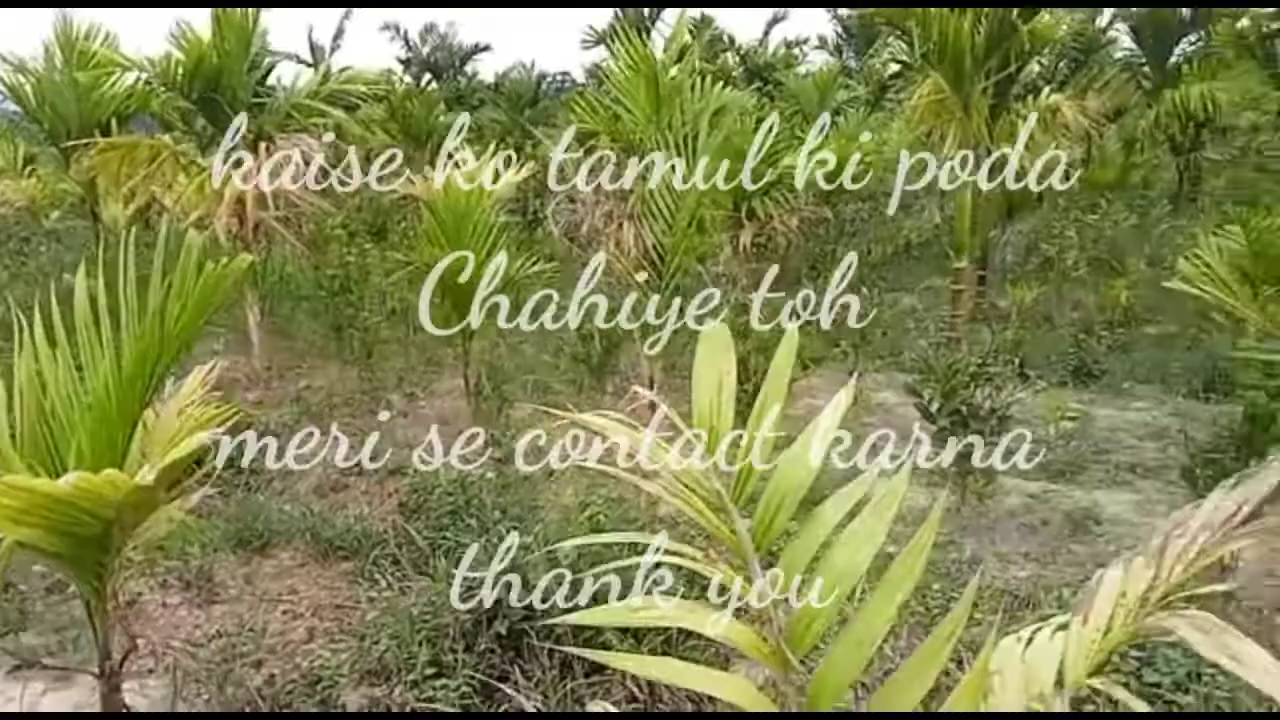 kaise ko tamul ki poda
Chahiye toh
meri se contact karna
thank you